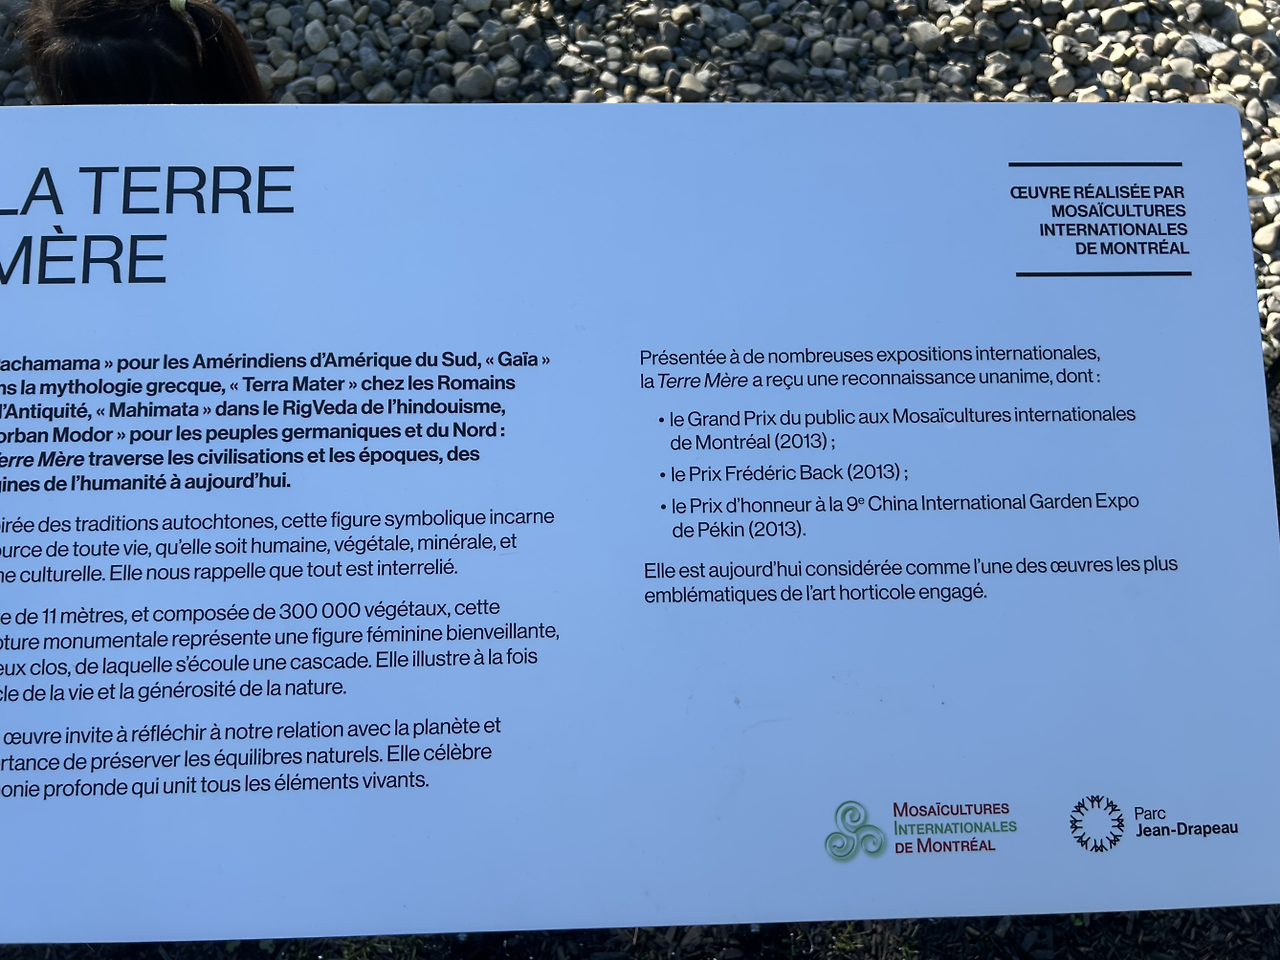 LA TERRE
MÈRE
ŒUVRE RÉALISÉE PAR
MOSAÏCULTURES
INTERNATIONALES
DE MONTRÉAL
achamama » pour les Amérindiens d'Amérique du Sud, « Gaïa »
ns la mythologie grecque, « Terra Mater » chez les Romains
l'Antiquité, « Mahimata » dans le RigVeda de l'hindouisme,
orban Modor » pour les peuples germaniques et du Nord :
erre Mère traverse les civilisations et les époques, des
gines de l'humanité à aujourd'hui.
irée des traditions autochtones, cette figure symbolique incarne
ource de toute vie, qu'elle soit humaine, végétale, minérale, et
ne culturelle. Elle nous rappelle que tout est interrelié.
e de 11 mètres, et composée de 300 000 végétaux, cette
pture monumentale représente une figure féminine bienveillante,
eux clos, de laquelle s'écoule une cascade. Elle illustre à la fois
cle de la vie et la générosité de la nature.
œuvre invite à réfléchir à notre relation avec la planète et
rtance de préserver les équilibres naturels. Elle célèbre
onie profonde qui unit tous les éléments vivants.
Présentée à de nombreuses expositions internationales,
la Terre Mère a reçu une reconnaissance unanime, dont :
• le Grand Prix du public aux Mosaïcultures internationales
de Montréal (2013) ;
• le Prix Frédéric Back (2013) ;
• le Prix d'honneur à la 9e China International Garden Expo
de Pékin (2013).
Elle est aujourd'hui considérée comme l'une des œuvres les plus
emblématiques de l'art horticole engagé.
MOSAÏCULTURES
INTERNATIONALES
DE MONTRÉAL
Parc
Jean-Drapeau